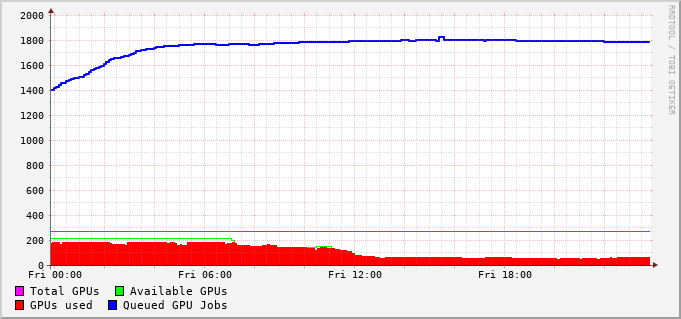 2000
1800
1600
1400
1200
1000
800
600
400
200
0
Fri 00:00 Fri 06:00 Fri 12:00 Fri 18:00
Total GPUs Available GPUs
GPUs used Queued GPU Jobs
RRDTOOL / TOBI OETIKER